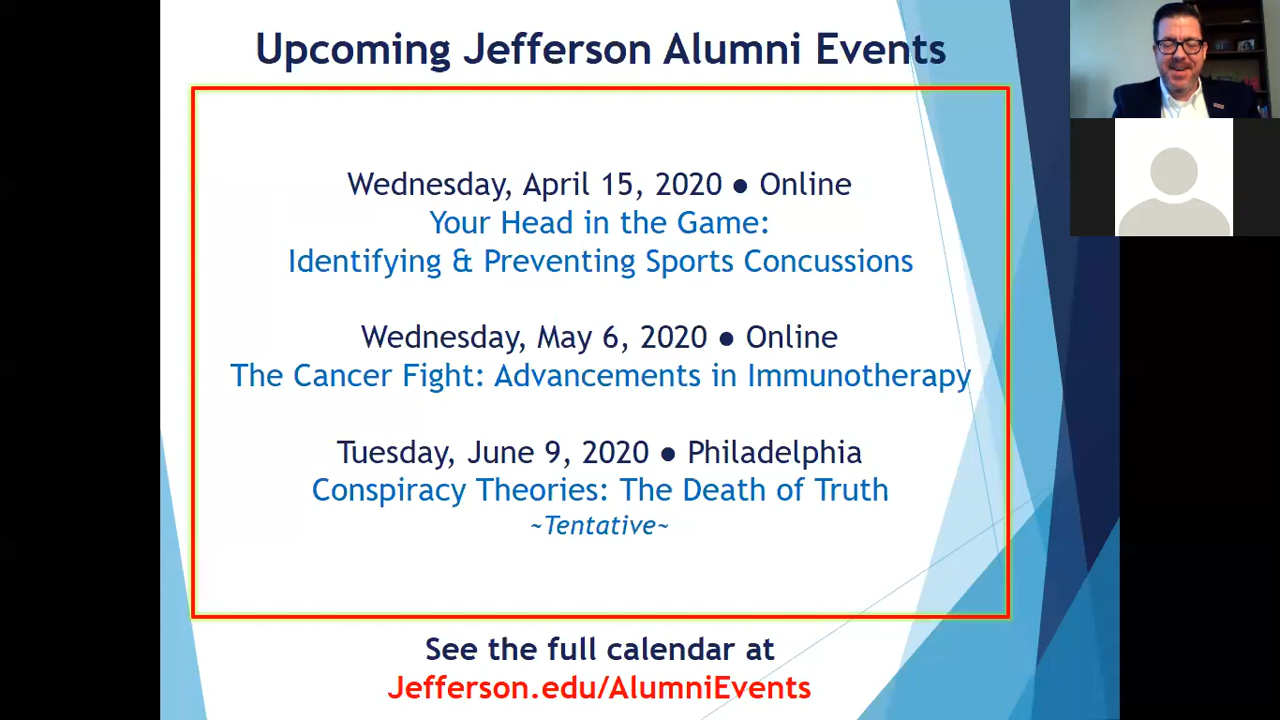 Upcoming Jefferson Alumni Events
Wednesday, April 15, 2020 ● Online
Your Head in the Game:
Identifying & Preventing Sports Concussions
Wednesday, May 6, 2020 ● Online
The Cancer Fight: Advancements in Immunotherapy
Tuesday, June 9, 2020 ● Philadelphia
Conspiracy Theories: The Death of Truth
~Tentative~
See the full calendar at
Jefferson.edu/AlumniEvents